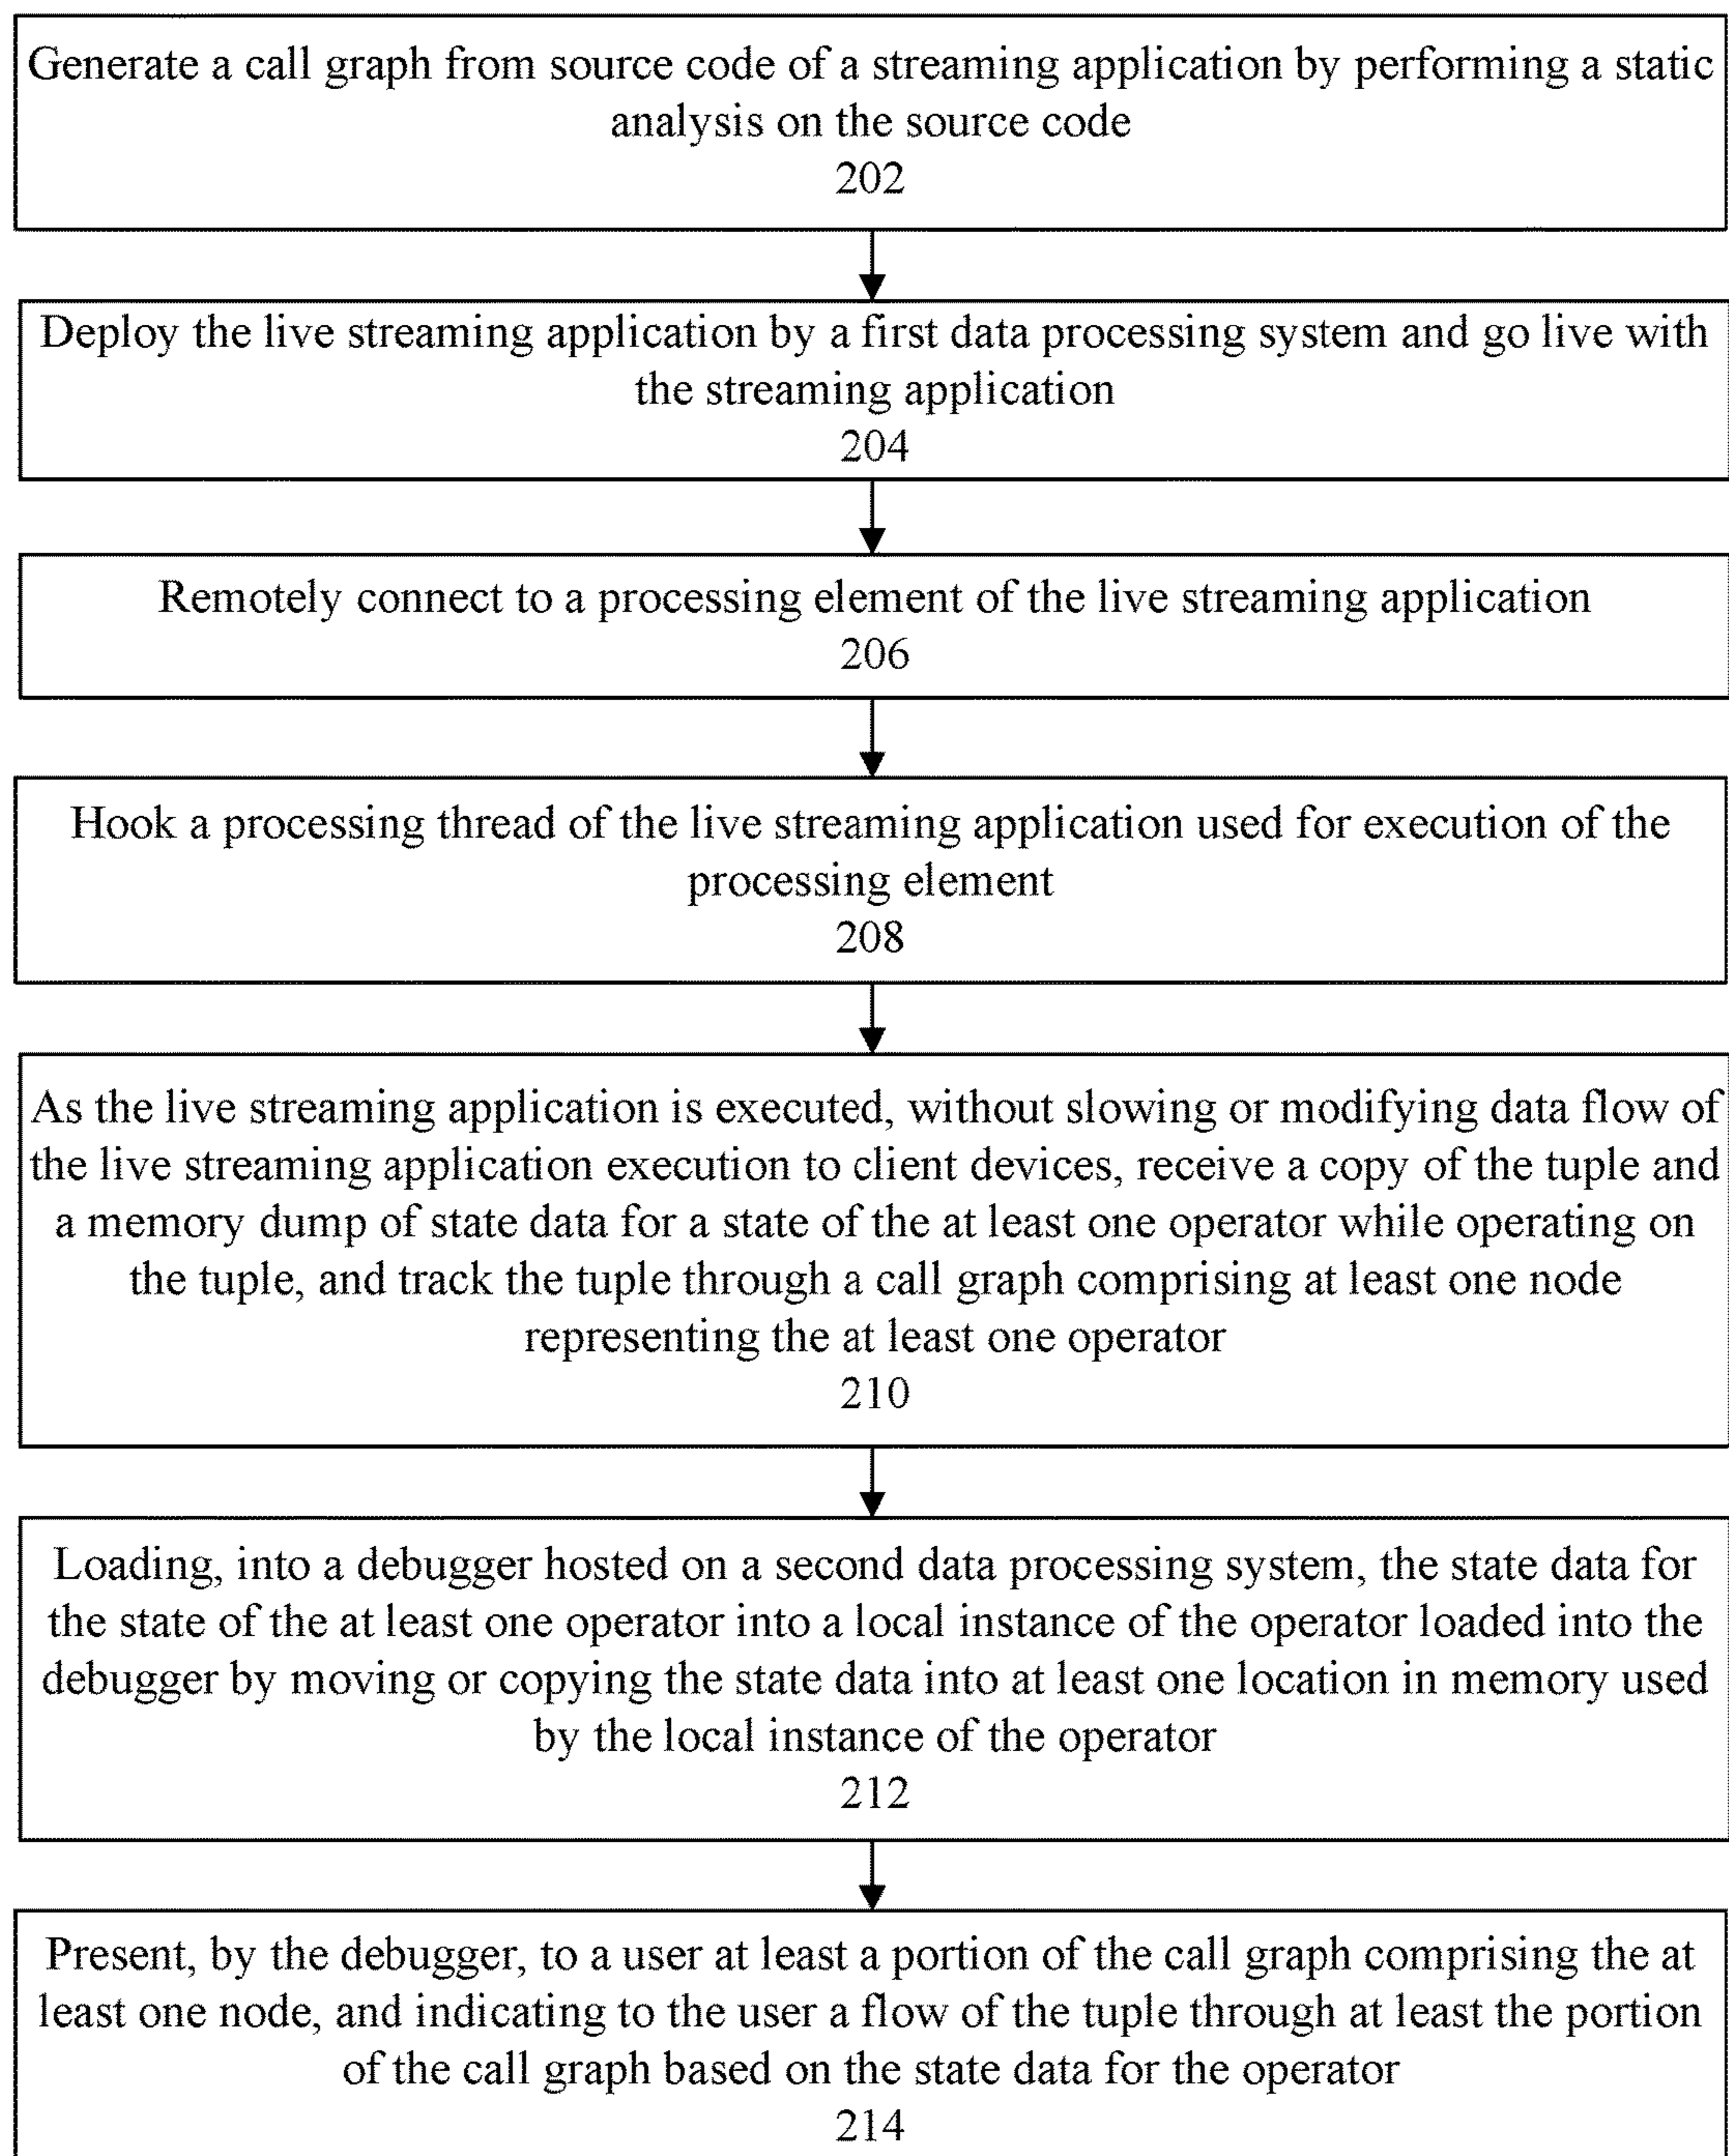 Generate a call graph from source code of a streaming application by performing a static
analysis on the source code
202
Deploy the live streaming application by a first data processing system and go live with
the streaming application
204
Remotely connect to a processing element of the live streaming application
206
Hook a processing thread of the live streaming application used for execution of the
processing element
208
As the live streaming application is executed, without slowing or modifying data flow of
the live streaming application execution to client devices, receive a copy of the tuple and
a memory dump of state data for a state of the at least one operator while operating on
the tuple, and track the tuple through a call graph comprising at least one node
representing the at least one operator
210
Loading, into a debugger hosted on a second data processing system, the state data for
the state of the at least one operator into a local instance of the operator loaded into the
debugger by moving or copying the state data into at least one location in memory used
by the local instance of the operator
212
Present, by the debugger, to a user at least a portion of the call graph comprising the at
least one node, and indicating to the user a flow of the tuple through at least the portion
of the call graph based on the state data for the operator
214